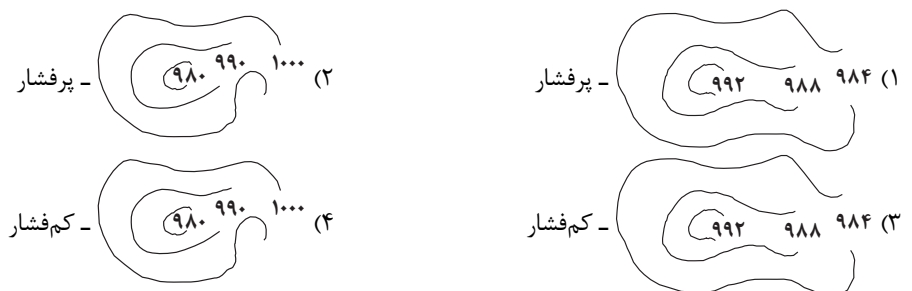 ۱) ۹۸۴ ۹۸۸ ۹۹۲ ـ پرفشار
۲) ۱۰۰۰ ۹۹۰ ۹۸۰ ـ پرفشار
۳) ۹۸۴ ۹۸۸ ۹۹۲ ـ کم‌فشار
۴) ۱۰۰۰ ۹۹۰ ۹۸۰ ـ کم‌فشار